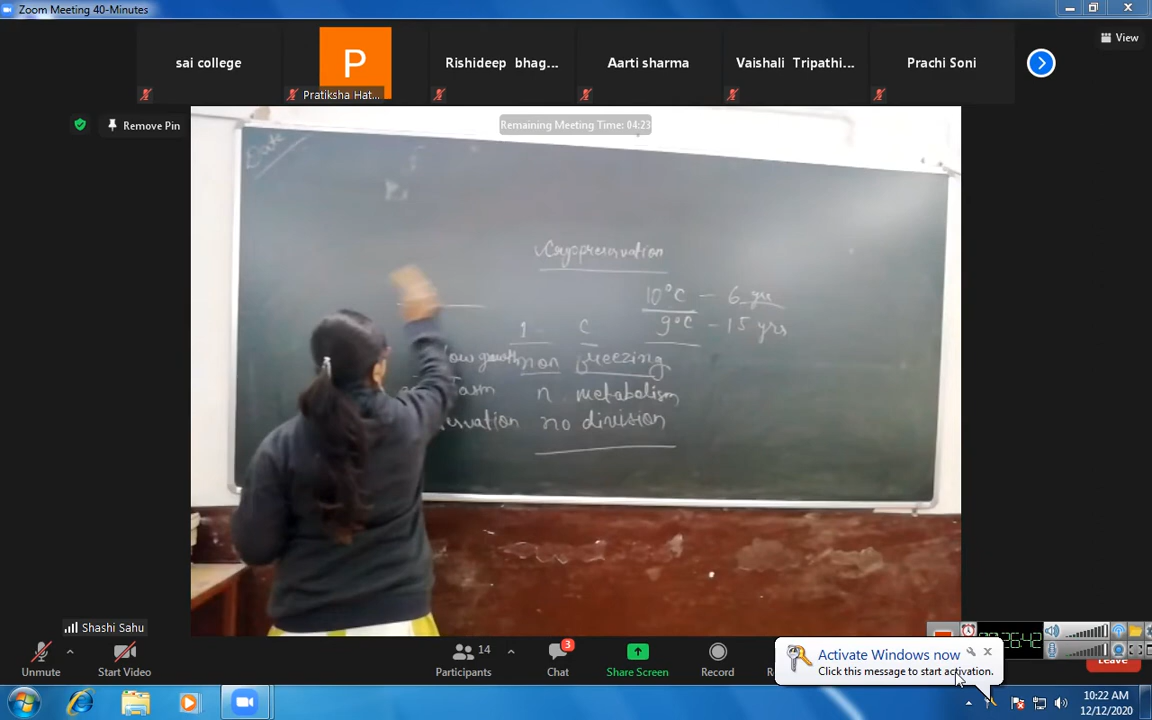 Zoom Meeting 40-Minutes
View
sai college
P
Pratiksha Hat...
Rishideep bhag...
Aarti sharma
Vaishali Tripathi...
Prachi Soni
Remove Pin
Remaining Meeting Time: 04:23
Date
Cryopreservation
10°C - 6 yrs
9°C - 15 yrs
1 - C
growth non freezing
n metabolism
no division
Shashi Sahu
Unmute
Start Video
14
Participants
3
Chat
Share Screen
Record
Leave
Activate Windows now
Click this message to start activation.
10:22 AM
12/12/2020